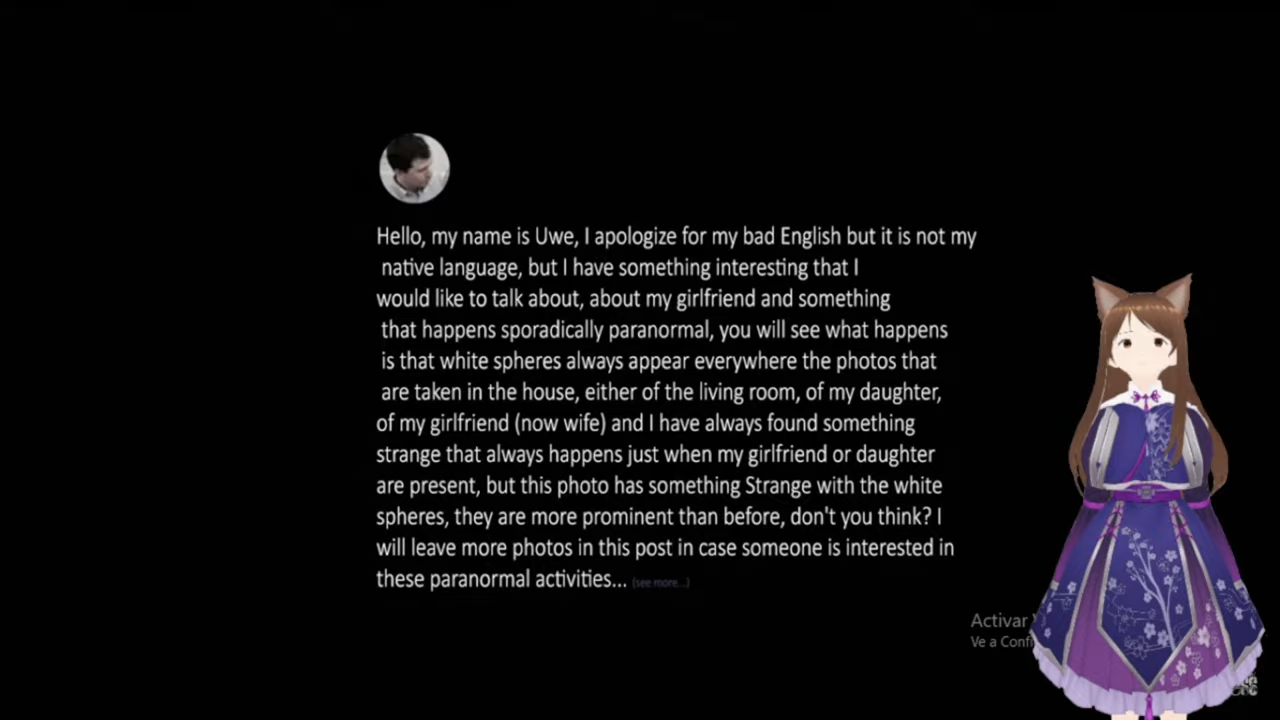 Hello, my name is Uwe, I apologize for my bad English but it is not my
native language, but I have something interesting that I
would like to talk about, about my girlfriend and something
that happens sporadically paranormal, you will see what happens
is that white spheres always appear everywhere the photos that
are taken in the house, either of the living room, of my daughter,
of my girlfriend (now wife) and I have always found something
strange that always happens just when my girlfriend or daughter
are present, but this photo has something Strange with the white
spheres, they are more prominent than before, don't you think? I
will leave more photos in this post in case someone is interested in
these paranormal activities... (see more...)
Activar
Ve a Confi